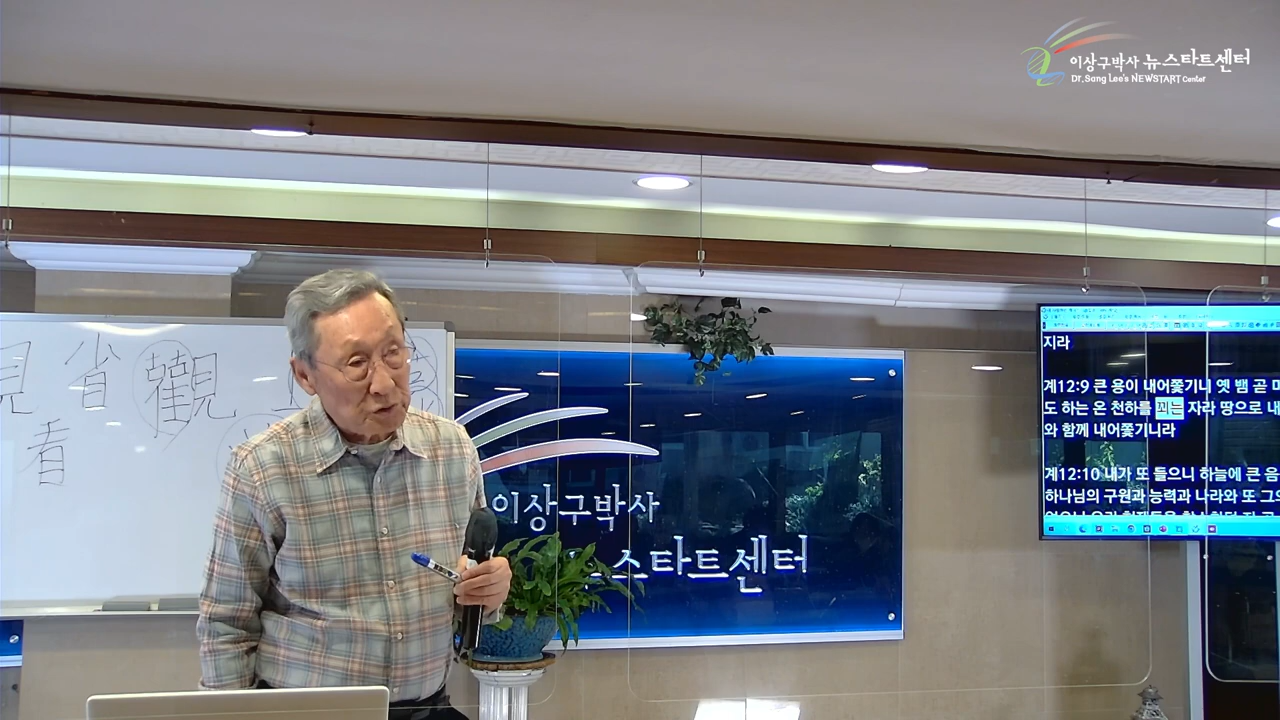 이상구박사 뉴스타트센터
Dr.Sang Lee's NEWSTART Center
見 省 觀
看
이상구박사
스타트센터
지라
계12:9 큰 용이 내어쫓기니 옛 뱀 곧
도 하는 온 천하를 꾀는 자라 땅으로 내
와 함께 내어쫓기니라
계12:10 내가 또 들으니 하늘에 큰 음
하나님의 구원과 능력과 나라와 또 그의